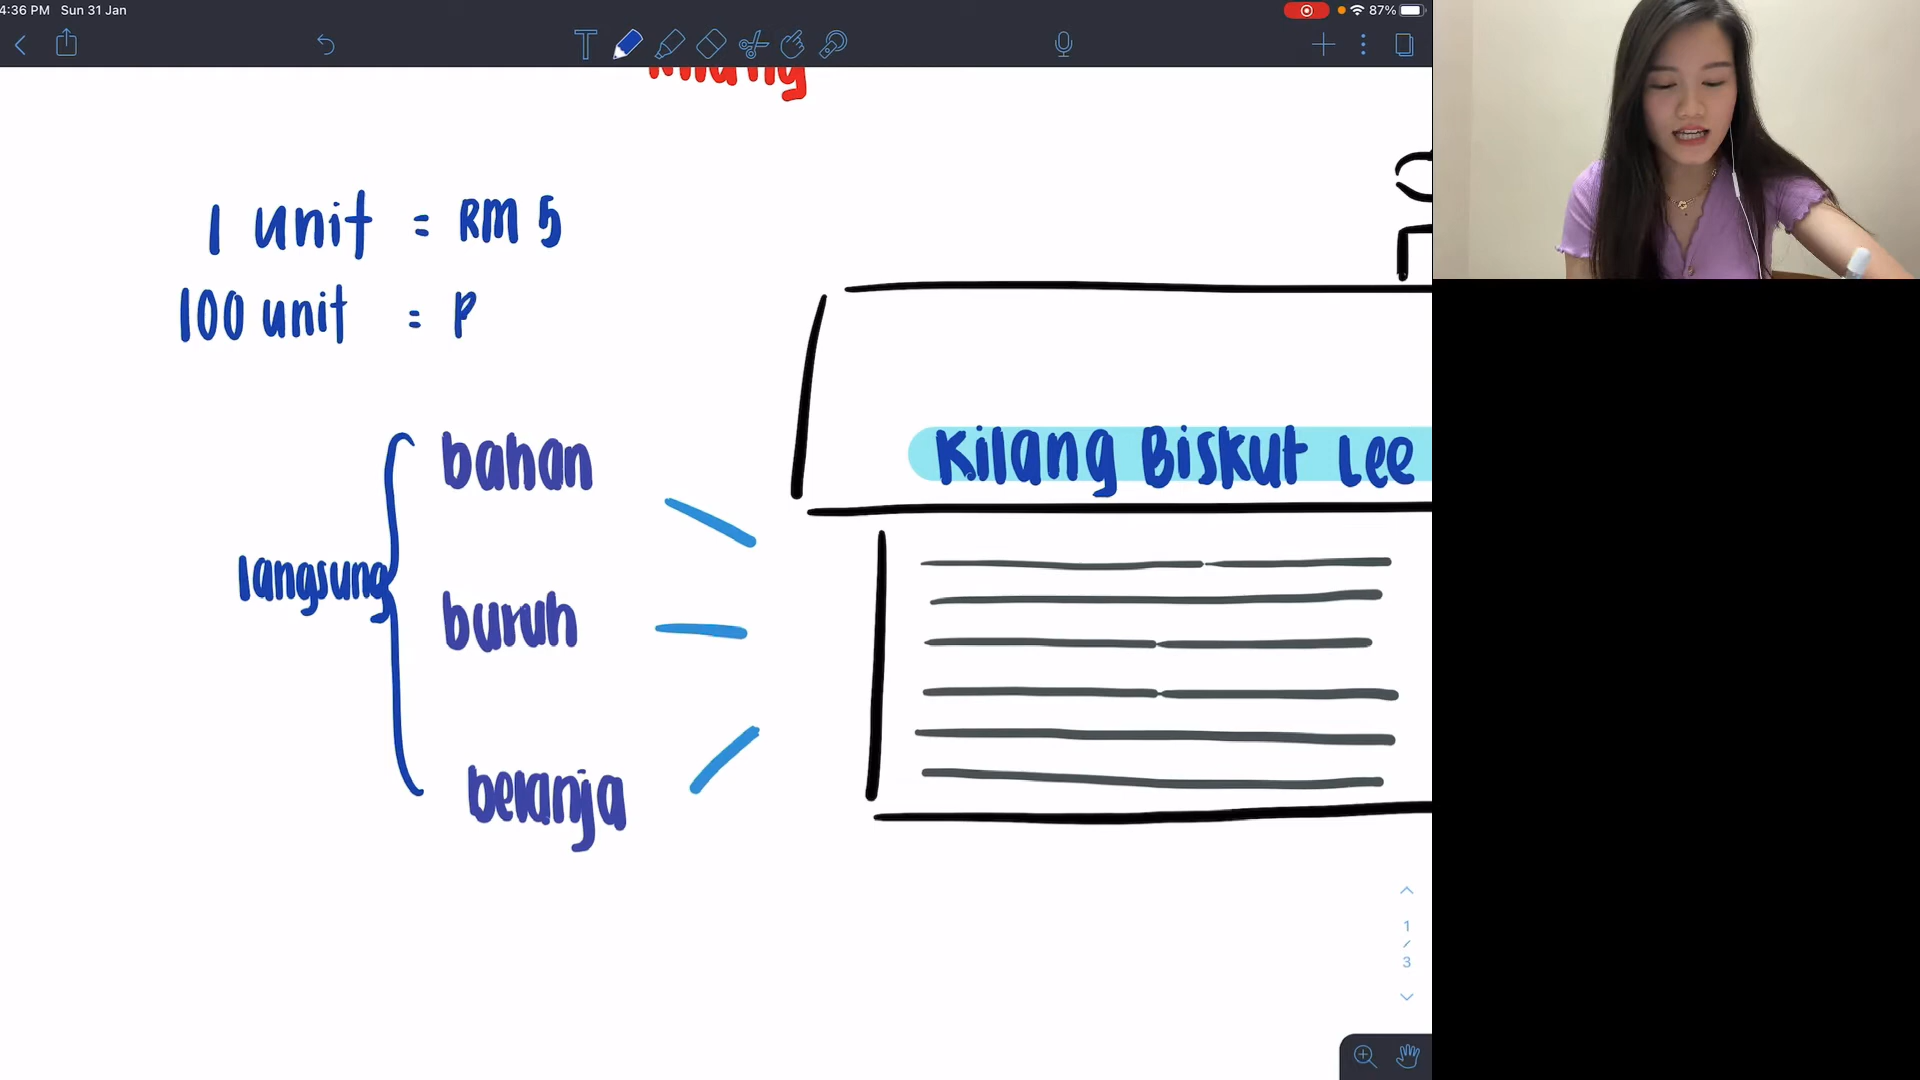 4:36 PM Sun 31 Jan
87%
T
kilang
1 unit = RM 5
100 unit = P
langsung
bahan
buruh
belanja
Kilang Biskut Lee
1
/
3